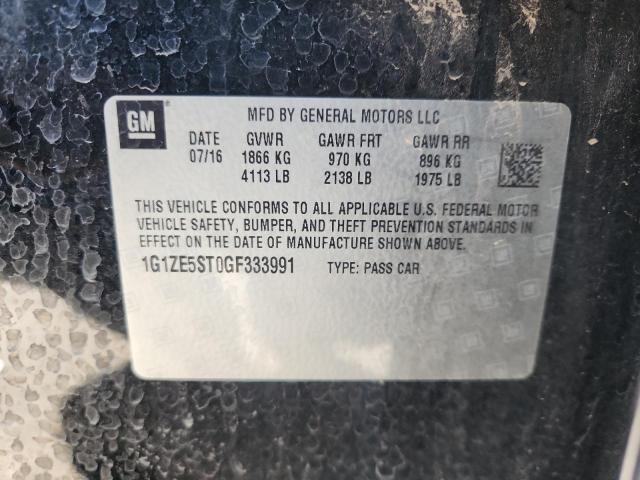 GM
MFD BY GENERAL MOTORS LLC
DATE GVWR GAWR FRT GAWR RR
07/16 1866 KG 970 KG 896 KG
4113 LB 2138 LB 1975 LB
THIS VEHICLE CONFORMS TO ALL APPLICABLE U.S. FEDERAL MOTOR
VEHICLE SAFETY, BUMPER, AND THEFT PREVENTION STANDARDS IN
EFFECT ON THE DATE OF MANUFACTURE SHOWN ABOVE.
1G1ZE5ST0GF333991 TYPE: PASS CAR